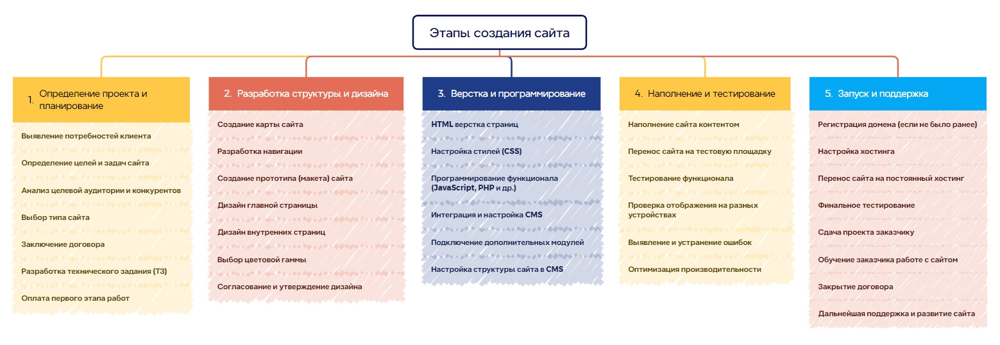 Этапы создания сайта
1. Определение проекта и
планирование
Выявление потребностей клиента
Определение целей и задач сайта
Анализ целевой аудитории и конкурентов
Выбор типа сайта
Заключение договора
Разработка технического задания (ТЗ)
Оплата первого этапа работ
2. Разработка структуры и дизайна
Создание карты сайта
Разработка навигации
Создание прототипа (макета) сайта
Дизайн главной страницы
Дизайн внутренних страниц
Выбор цветовой гаммы
Согласование и утверждение дизайна
3. Верстка и программирование
HTML верстка страниц
Настройка стилей (CSS)
Программирование функционала
(JavaScript, PHP и др.)
Интеграция и настройка CMS
Подключение дополнительных модулей
Настройка структуры сайта в CMS
4. Наполнение и тестирование
Наполнение сайта контентом
Перенос сайта на тестовую площадку
Тестирование функционала
Проверка отображения на разных
устройствах
Выявление и устранение ошибок
Оптимизация производительности
5. Запуск и поддержка
Регистрация домена (если не было ранее)
Настройка хостинга
Перенос сайта на постоянный хостинг
Финальное тестирование
Сдача проекта заказчику
Обучение заказчика работе с сайтом
Закрытие договора
Дальнейшая поддержка и развитие сайта